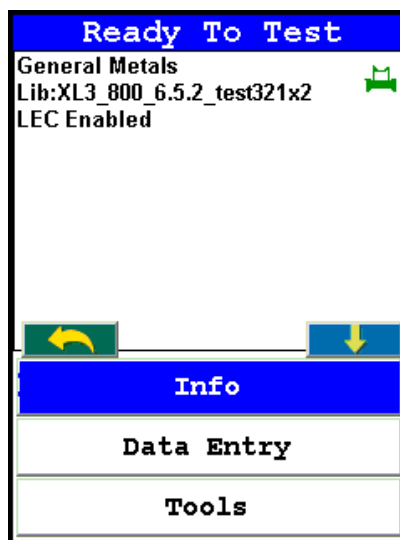 Ready To Test
General Metals
Lib:XL3_800_6.5.2_test321x2
LEC Enabled
Info
Data Entry
Tools